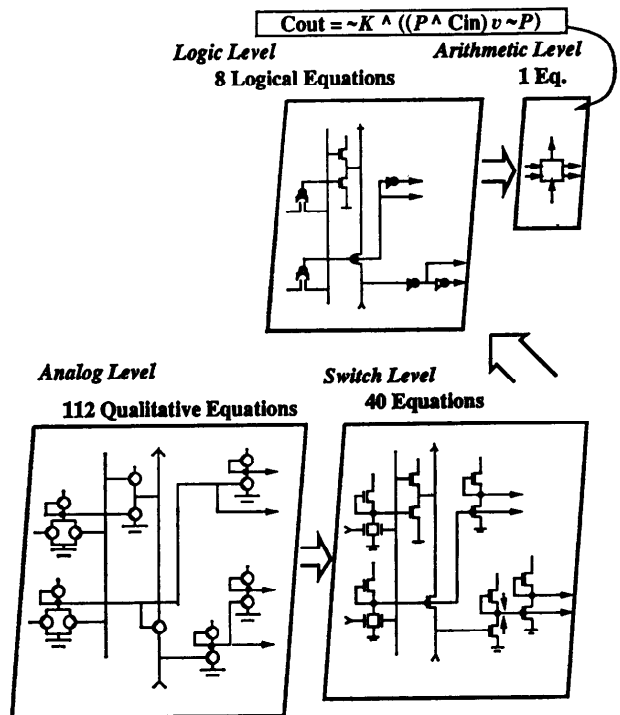 Cout = ~K ^ ((P ^ Cin) v ~P)
Logic Level
8 Logical Equations
Arithmetic Level
1 Eq.
Analog Level
112 Qualitative Equations
Switch Level
40 Equations